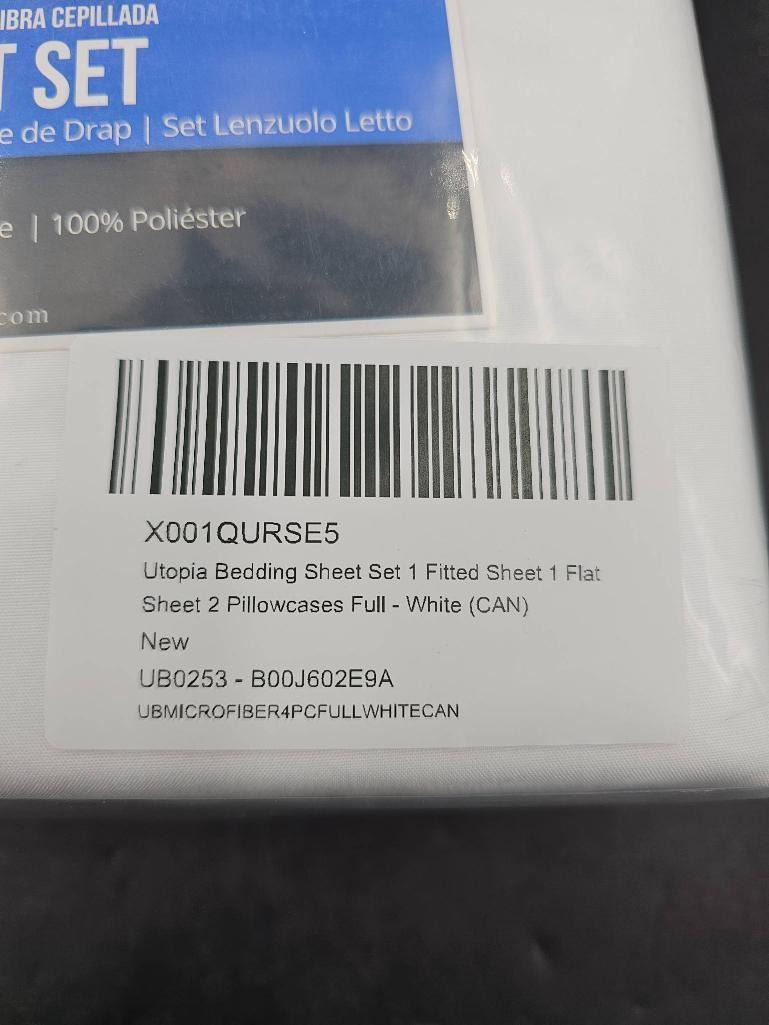 IBRA CEPILLADA
T SET
e de Drap | Set Lenzuolo Letto
e | 100% Poliéster
com
X001QURSE5
Utopia Bedding Sheet Set 1 Fitted Sheet 1 Flat
Sheet 2 Pillowcases Full - White (CAN)
New
UB0253 - B00J602E9A
UBMICROFIBER4PCFULLWHITECAN